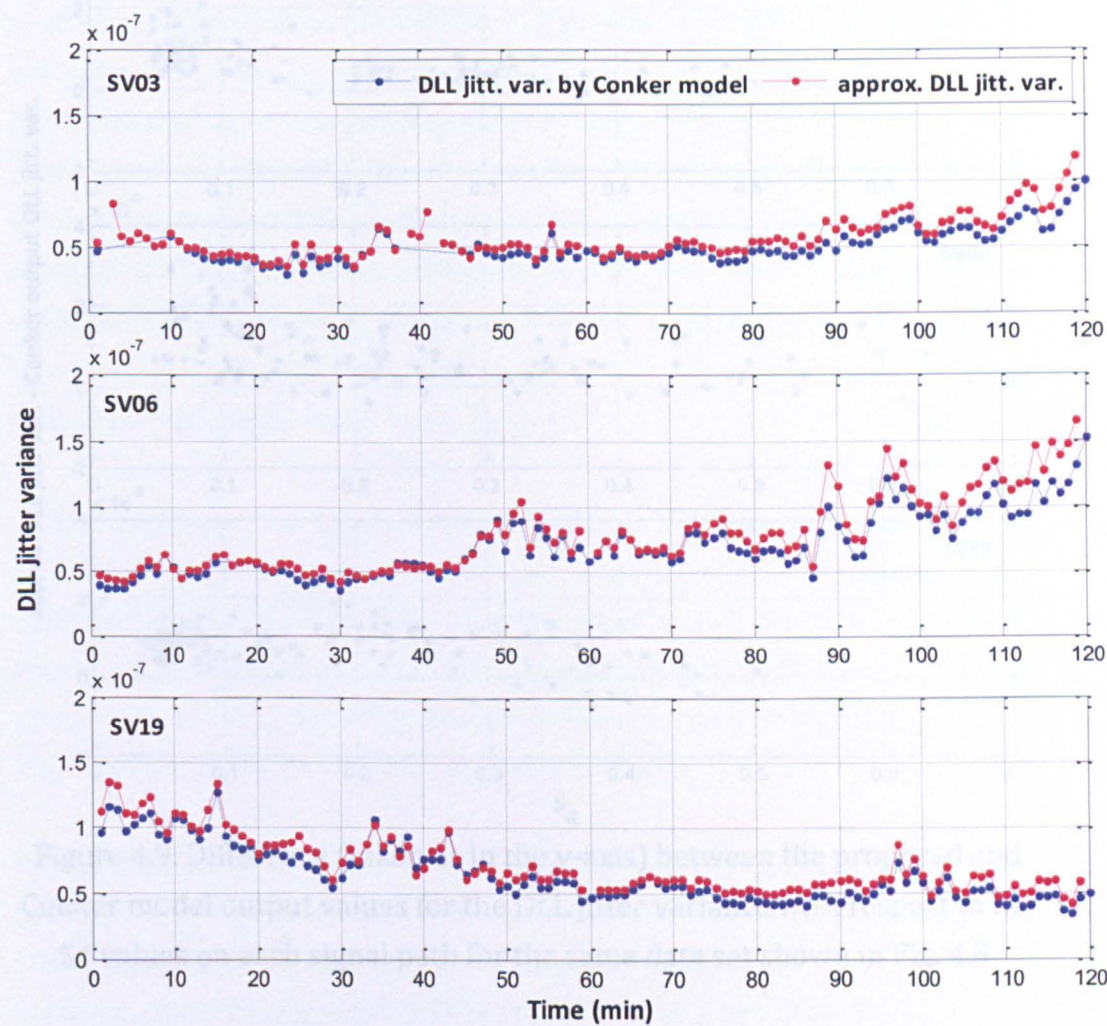 x 10⁻⁷
2
1.5
1
0.5
0
SV03
DLL jitt. var. by Conker model
approx. DLL jitt. var.
0 10 20 30 40 50 60 70 80 90 100 110 120
x 10⁻⁷
2
1.5
1
0.5
0
SV06
DLL jitter variance
0 10 20 30 40 50 60 70 80 90 100 110 120
x 10⁻⁷
2
1.5
1
0.5
0
SV19
0 10 20 30 40 50 60 70 80 90 100 110 120
Time (min)